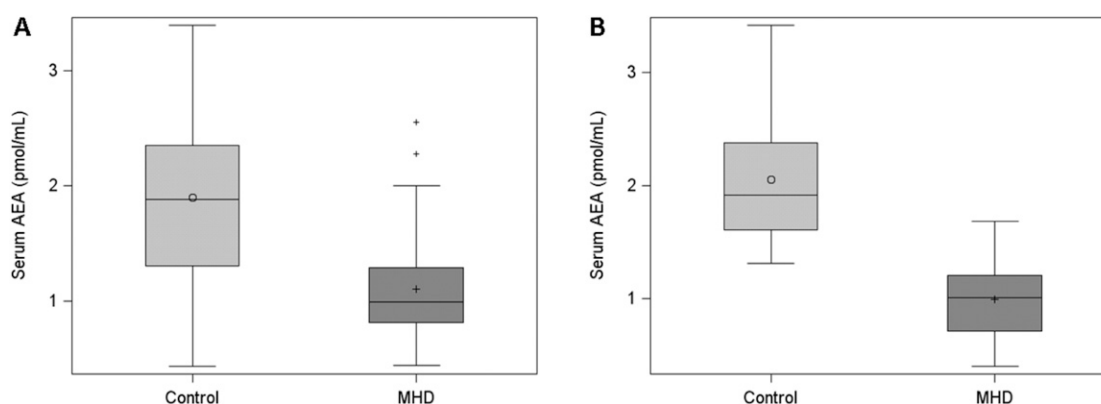 A
Serum AEA (pmol/mL)
3
2
1
Control MHD
B
Serum AEA (pmol/mL)
3
2
1
Control MHD